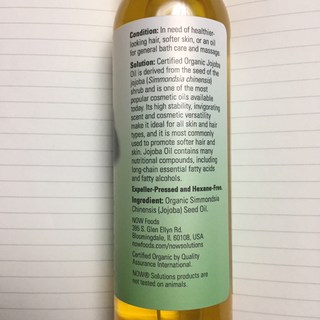 Condition: In need of healthier-
looking hair, softer skin, or an oil
for general bath care and massage.
Solution: Certified Organic Jojoba
Oil is derived from the seed of the
jojoba (Simmondsia chinensis)
shrub and is one of the most
popular cosmetic oils available
today. Its high stability, invigorating
scent and cosmetic versatility
make it ideal for all skin and hair
types, and it is most commonly
used to promote softer hair and
skin. Jojoba Oil contains many
nutritional compounds, including
long-chain essential fatty acids
and fatty alcohols.
Expeller-Pressed and Hexane-Free.
Ingredient: Organic Simmondsia
Chinensis (Jojoba) Seed Oil.
NOW Foods
395 S. Glen Ellyn Rd.
Bloomingdale, IL 60108, USA
nowfoods.com/nowsolutions
Certified Organic by Quality
Assurance International.
NOW® Solutions products are
not tested on animals.